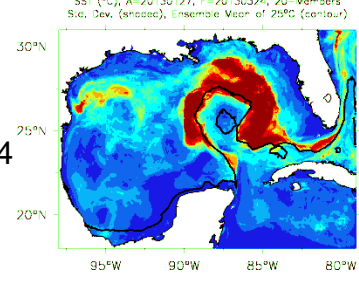 SST (°C), A=20130127, F=20130324, 20-Members
Std. Dev. (shaded), Ensemble Mean of 25°C (contour)
30°N
4
25°N
20°N
95°W 90°W 85°W 80°W